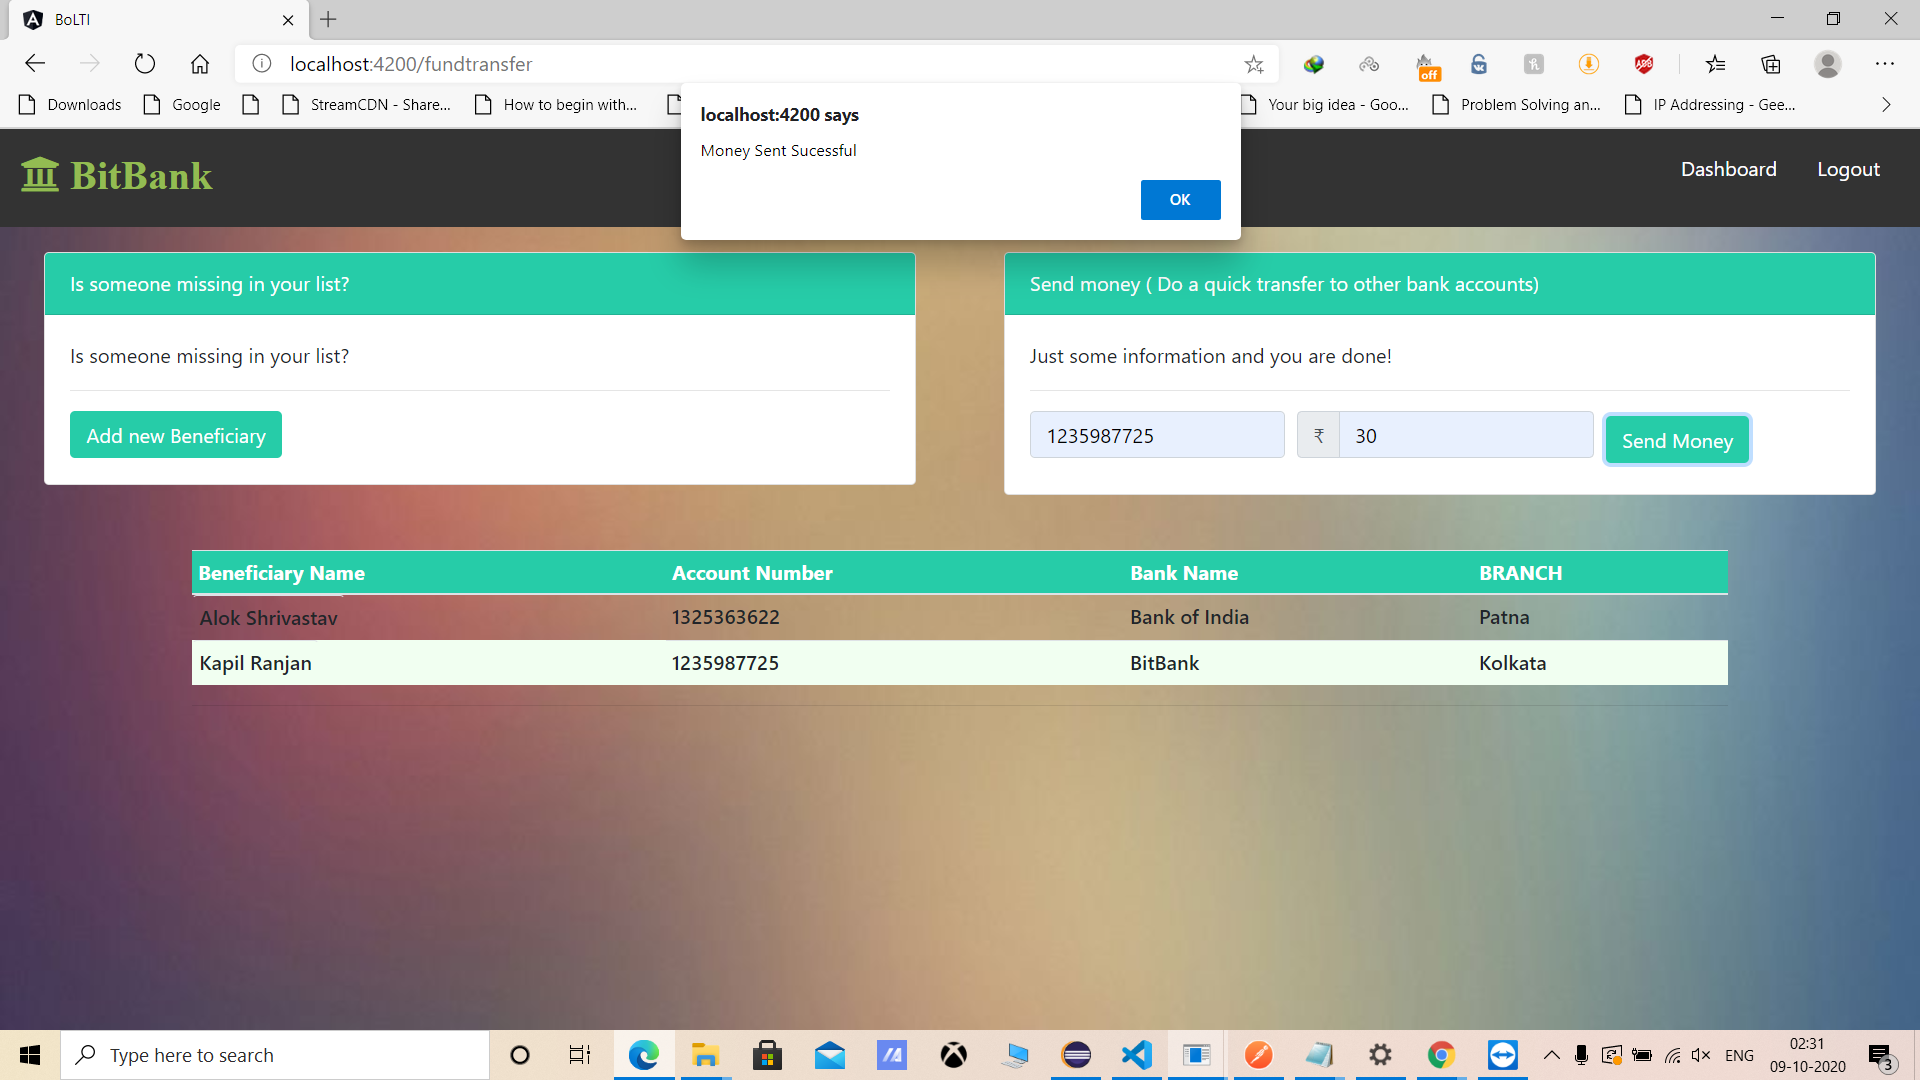 BoLTI
localhost:4200/fundtransfer
off
Downloads
Google
StreamCDN - Share...
How to begin with...
Your big idea - Goo...
Problem Solving an...
IP Addressing - Gee...
localhost:4200 says
Money Sent Sucessful
OK
BitBank
Dashboard
Logout
Is someone missing in your list?
Is someone missing in your list?
Add new Beneficiary
Send money ( Do a quick transfer to other bank accounts)
Just some information and you are done!
1235987725 ₹ 30 Send Money
Beneficiary Name Account Number Bank Name BRANCH
Alok Shrivastav 1325363622 Bank of India Patna
Kapil Ranjan 1235987725 BitBank Kolkata
Type here to search
ENG
02:31
09-10-2020
3